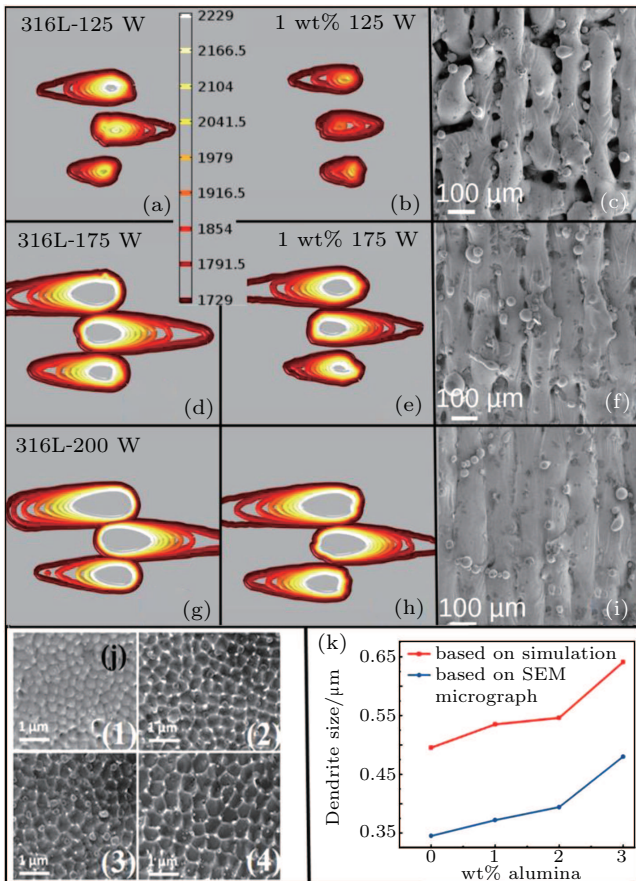 316L-125 W
2229
2166.5
2104
2041.5
1979
1916.5
1854
1791.5
1729
1 wt% 125 W
(a)
(b)
100 μm
(c)
316L-175 W
1 wt% 175 W
(d)
(e)
100 μm
(f)
316L-200 W
(g)
(h)
100 μm
(i)
(j)
1 μm
(1)
1 μm
(2)
1 μm
(3)
1 μm
(4)
(k)
based on simulation
based on SEM
micrograph
Dendrite size/μm
0.65
0.55
0.45
0.35
0
1
2
3
wt% alumina